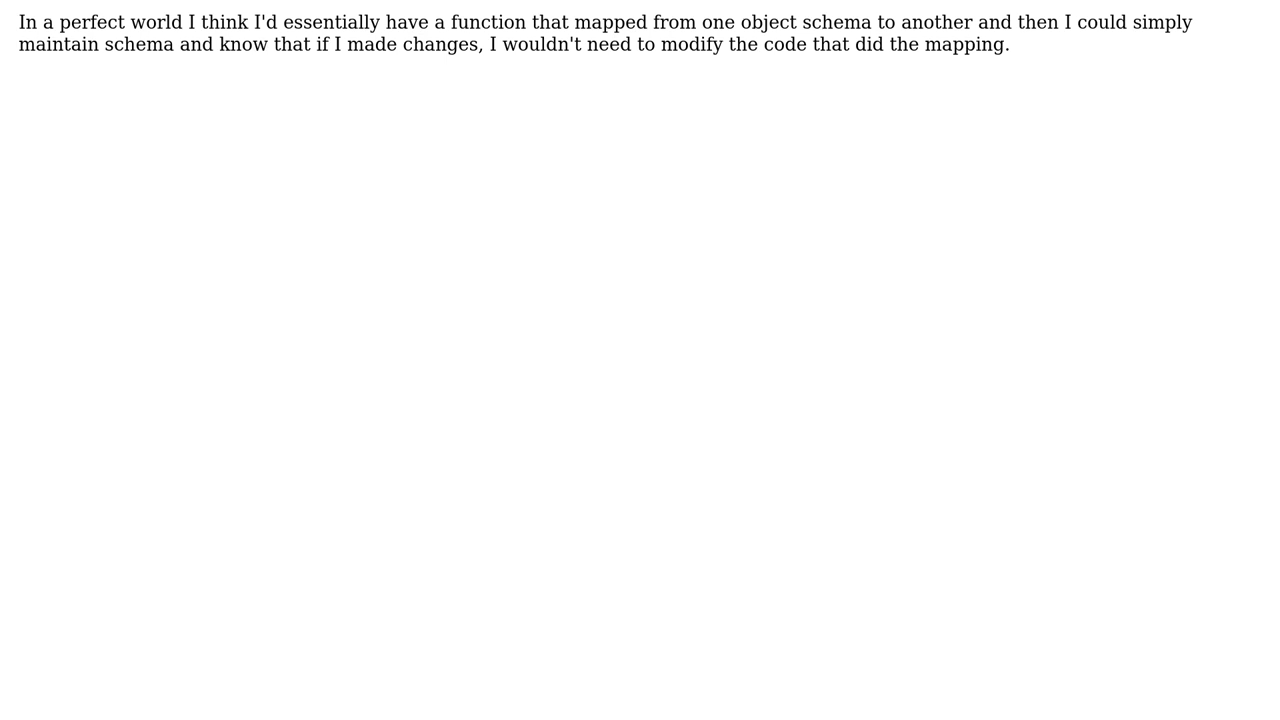 In a perfect world I think I'd essentially have a function that mapped from one object schema to another and then I could simply
maintain schema and know that if I made changes, I wouldn't need to modify the code that did the mapping.